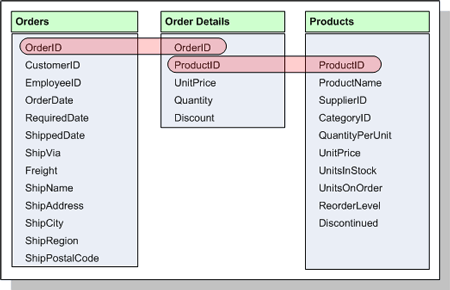 Orders
OrderID
CustomerID
EmployeeID
OrderDate
RequiredDate
ShippedDate
ShipVia
Freight
ShipName
ShipAddress
ShipCity
ShipRegion
ShipPostalCode
Order Details
OrderID
ProductID
UnitPrice
Quantity
Discount
Products
ProductID
ProductName
SupplierID
CategoryID
QuantityPerUnit
UnitPrice
UnitsInStock
UnitsOnOrder
ReorderLevel
Discontinued